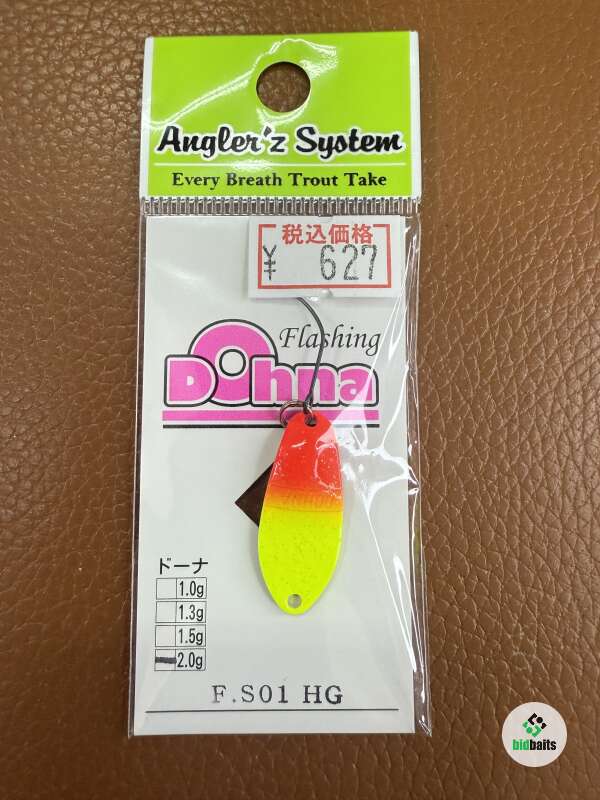 Angler'z System
Every Breath Trout Take
税込価格
¥ 627
Flashing
Dohna
ドーナ
1.0g
1.3g
1.5g
2.0g
F.S01 HG
bidbaits